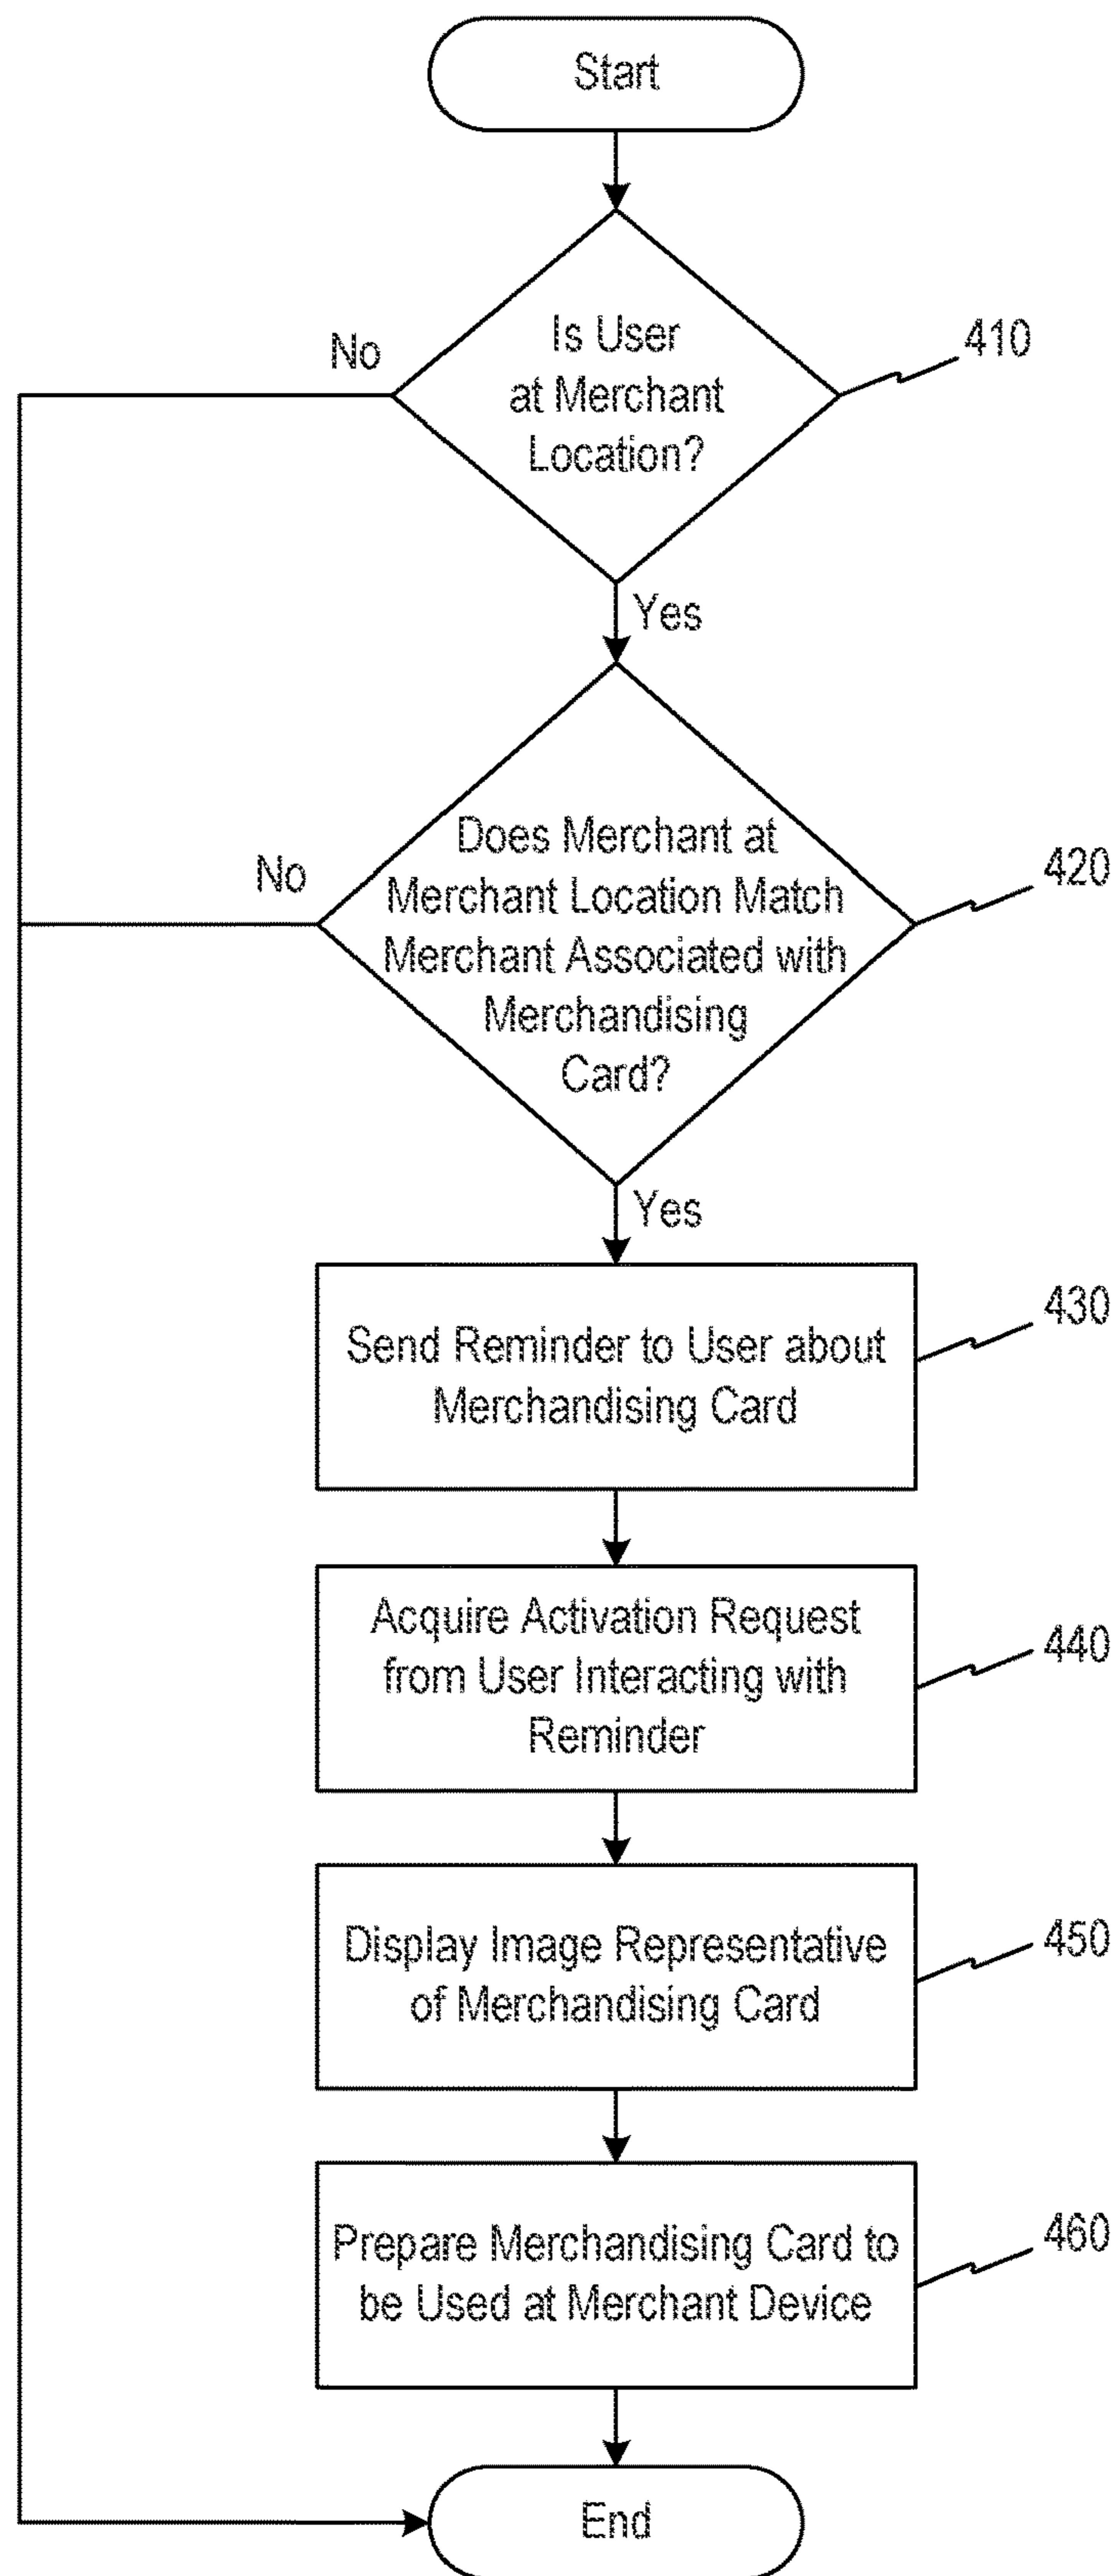 Start
Is User
at Merchant
Location?
No
410
Yes
Does Merchant at
Merchant Location Match
Merchant Associated with
Merchandising
Card?
No
420
Yes
Send Reminder to User about
Merchandising Card
430
Acquire Activation Request
from User Interacting with
Reminder
440
Display Image Representative
of Merchandising Card
450
Prepare Merchandising Card to
be Used at Merchant Device
460
End